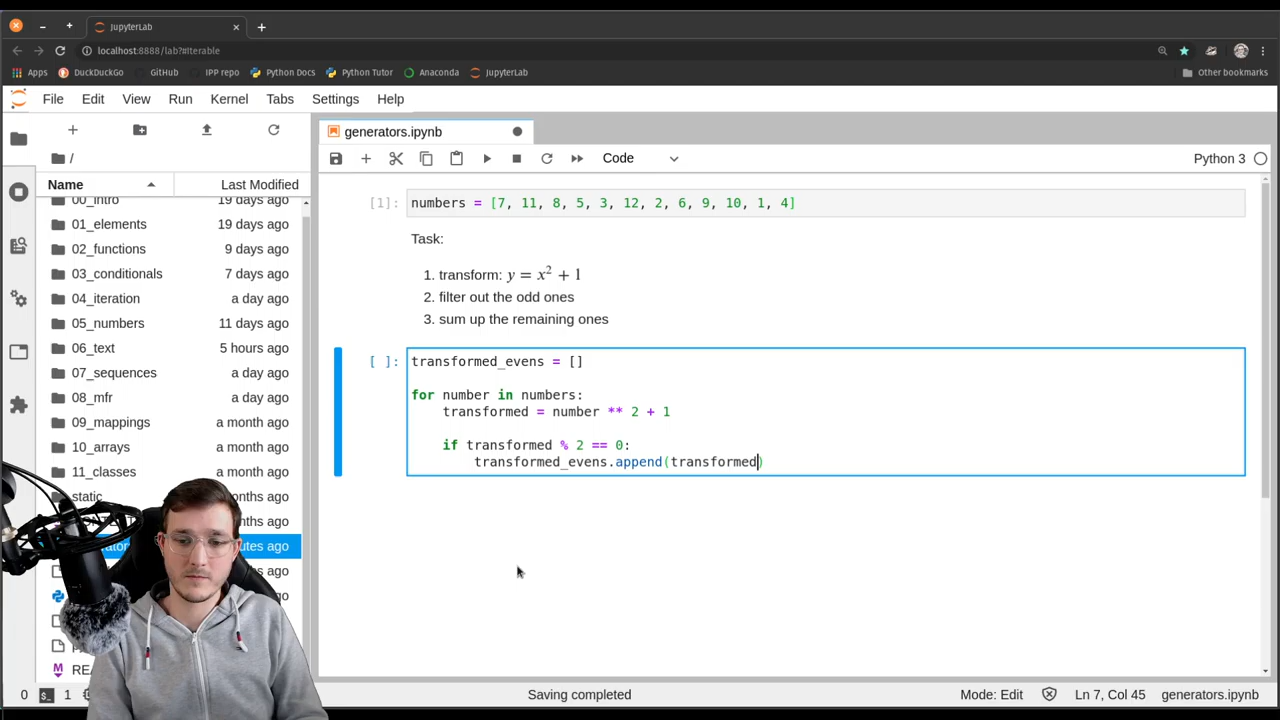 JupyterLab
localhost:8888/lab?#Iterable
Apps DuckDuckGo GitHub IPP repo Python Docs Python Tutor Anaconda JupyterLab Other bookmarks
File Edit View Run Kernel Tabs Settings Help
generators.ipynb
Code Python 3
/
Name Last Modified
00_intro 19 days ago
01_elements 19 days ago
02_functions 9 days ago
03_conditionals 7 days ago
04_iteration a day ago
05_numbers 11 days ago
06_text 5 hours ago
07_sequences a day ago
08_mfr a day ago
09_mappings a month ago
10_arrays a month ago
11_classes a month ago
static
ago
ago
ago
ago
[1]: numbers = [7, 11, 8, 5, 3, 12, 2, 6, 9, 10, 1, 4]
Task:
1. transform: y = x² + 1
2. filter out the odd ones
3. sum up the remaining ones
[ ]: transformed_evens = []
for number in numbers:
transformed = number ** 2 + 1
if transformed % 2 == 0:
transformed_evens.append(transformed)
0 $_ 1 Saving completed Mode: Edit Ln 7, Col 45 generators.ipynb